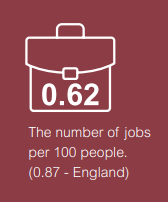 0.62
The number of jobs
per 100 people.
(0.87 - England)